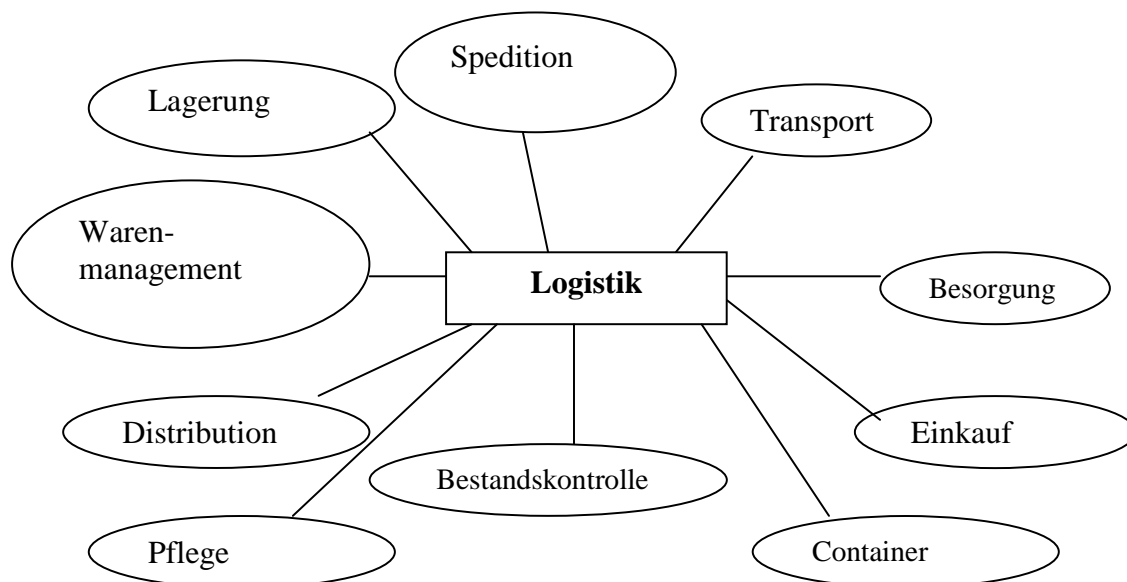 Spedition
Lagerung
Transport
Waren-
management
Logistik
Besorgung
Distribution
Einkauf
Bestandskontrolle
Pflege
Container